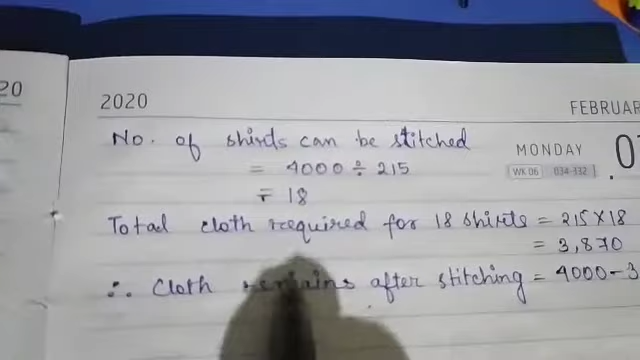 20
2020
FEBRUAR
MONDAY
WK 06 034-332
No. of shirts can be stitched
= 4000 ÷ 215
= 18
Total cloth required for 18 shirts = 215 × 18
= 3,870
∴ Cloth remains after stitching = 4000 - 3